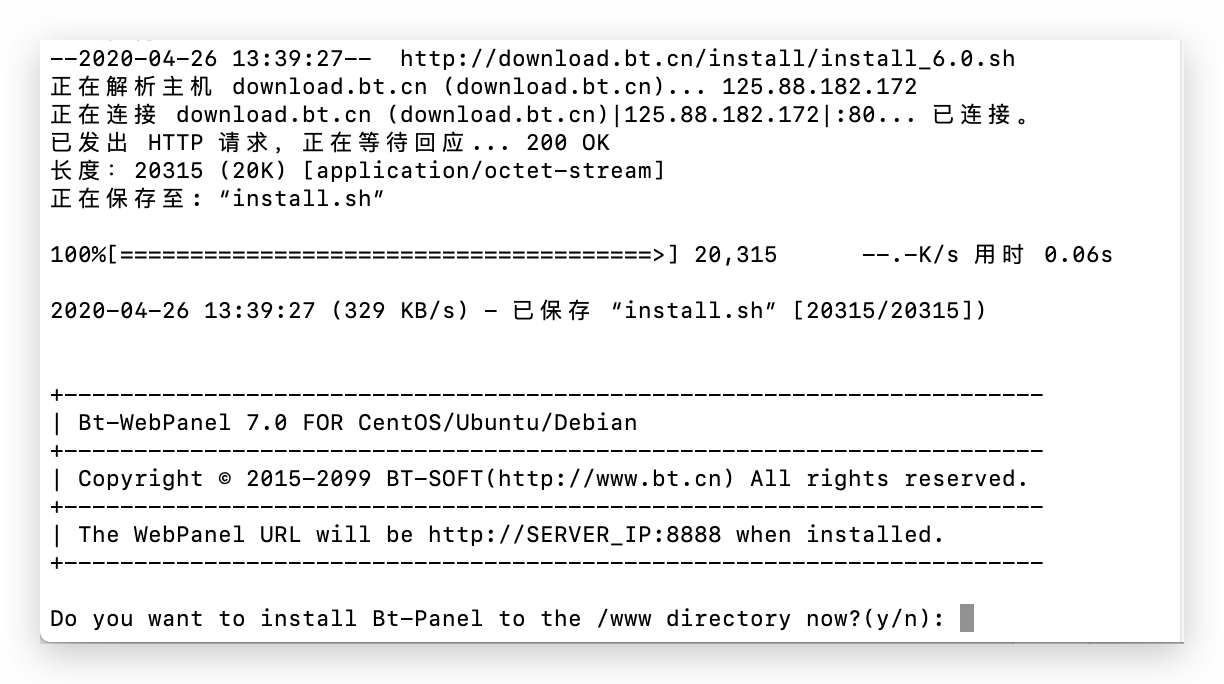 --2020-04-26 13:39:27--  http://download.bt.cn/install/install_6.0.sh
正在解析主机 download.bt.cn (download.bt.cn)... 125.88.182.172
正在连接 download.bt.cn (download.bt.cn)|125.88.182.172|:80... 已连接。
已发出 HTTP 请求，正在等待回应... 200 OK
长度：20315 (20K) [application/octet-stream]
正在保存至: “install.sh”
100%[======================================>] 20,315      --.-K/s 用时 0.06s
2020-04-26 13:39:27 (329 KB/s) - 已保存 “install.sh” [20315/20315])
+----------------------------------------------------------------------
| Bt-WebPanel 7.0 FOR CentOS/Ubuntu/Debian
+----------------------------------------------------------------------
| Copyright © 2015-2099 BT-SOFT(http://www.bt.cn) All rights reserved.
+----------------------------------------------------------------------
| The WebPanel URL will be http://SERVER_IP:8888 when installed.
+----------------------------------------------------------------------
Do you want to install Bt-Panel to the /www directory now?(y/n):